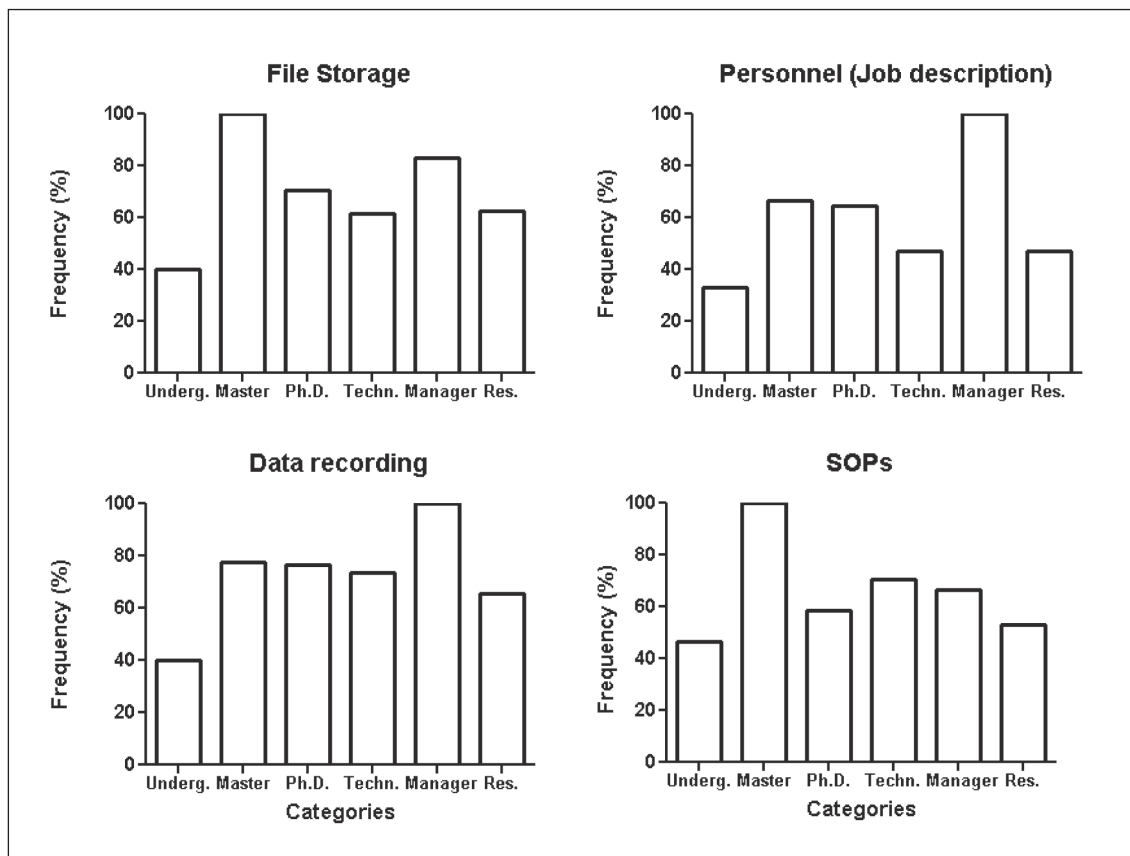 File Storage
Frequency (%)
100
80
60
40
20
0
Underg. Master Ph.D. Techn. Manager Res.
Personnel (Job description)
Frequency (%)
100
80
60
40
20
0
Underg. Master Ph.D. Techn. Manager Res.
Data recording
Frequency (%)
100
80
60
40
20
0
Underg. Master Ph.D. Techn. Manager Res.
Categories
SOPs
Frequency (%)
100
80
60
40
20
0
Underg. Master Ph.D. Techn. Manager Res.
Categories